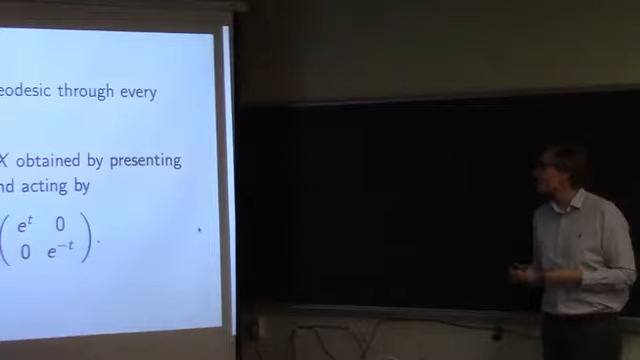 eodesic through every
X obtained by presenting
nd acting by
( e^t 0
0 e^{-t} ).